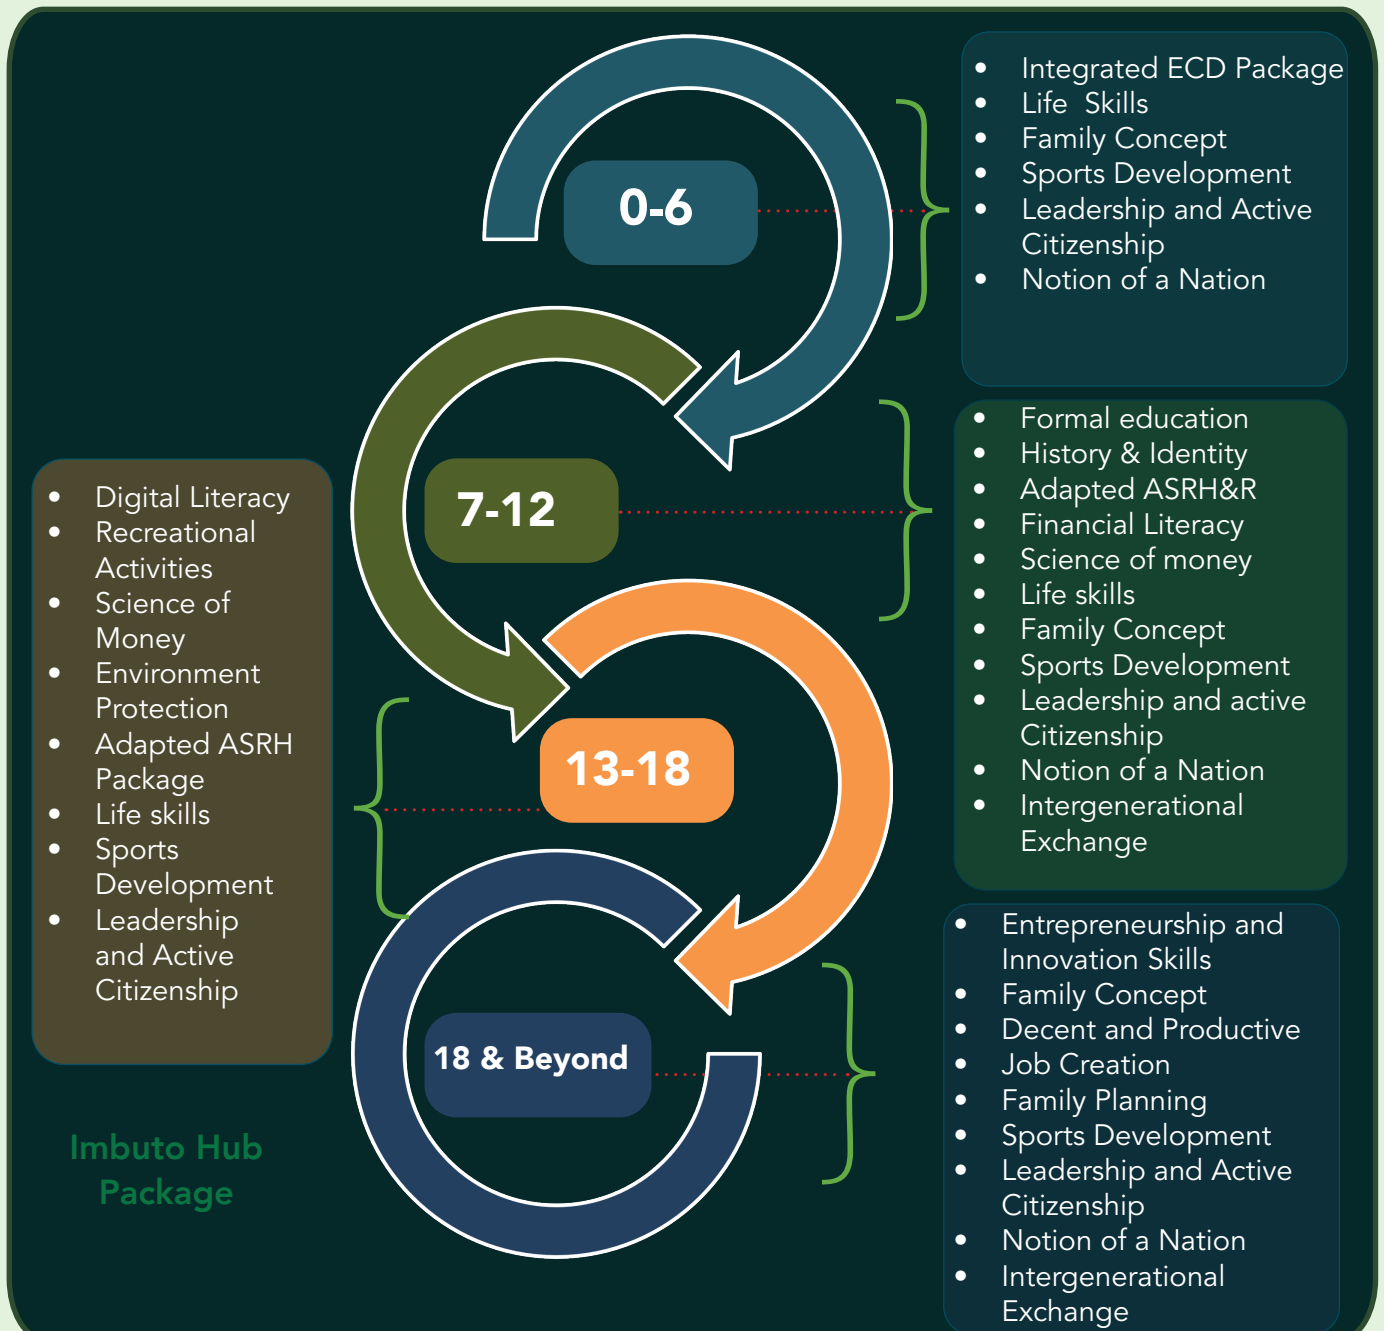 0-6
• Integrated ECD Package
• Life Skills
• Family Concept
• Sports Development
• Leadership and Active
Citizenship
• Notion of a Nation
7-12
• Formal education
• History & Identity
• Adapted ASRH&R
• Financial Literacy
• Science of money
• Life skills
• Family Concept
• Sports Development
• Leadership and active
Citizenship
• Notion of a Nation
• Intergenerational
Exchange
13-18
• Digital Literacy
• Recreational
Activities
• Science of
Money
• Environment
Protection
• Adapted ASRH
Package
• Life skills
• Sports
Development
• Leadership
and Active
Citizenship
18 & Beyond
• Entrepreneurship and
Innovation Skills
• Family Concept
• Decent and Productive
• Job Creation
• Family Planning
• Sports Development
• Leadership and Active
Citizenship
• Notion of a Nation
• Intergenerational
Exchange
Imbuto Hub
Package